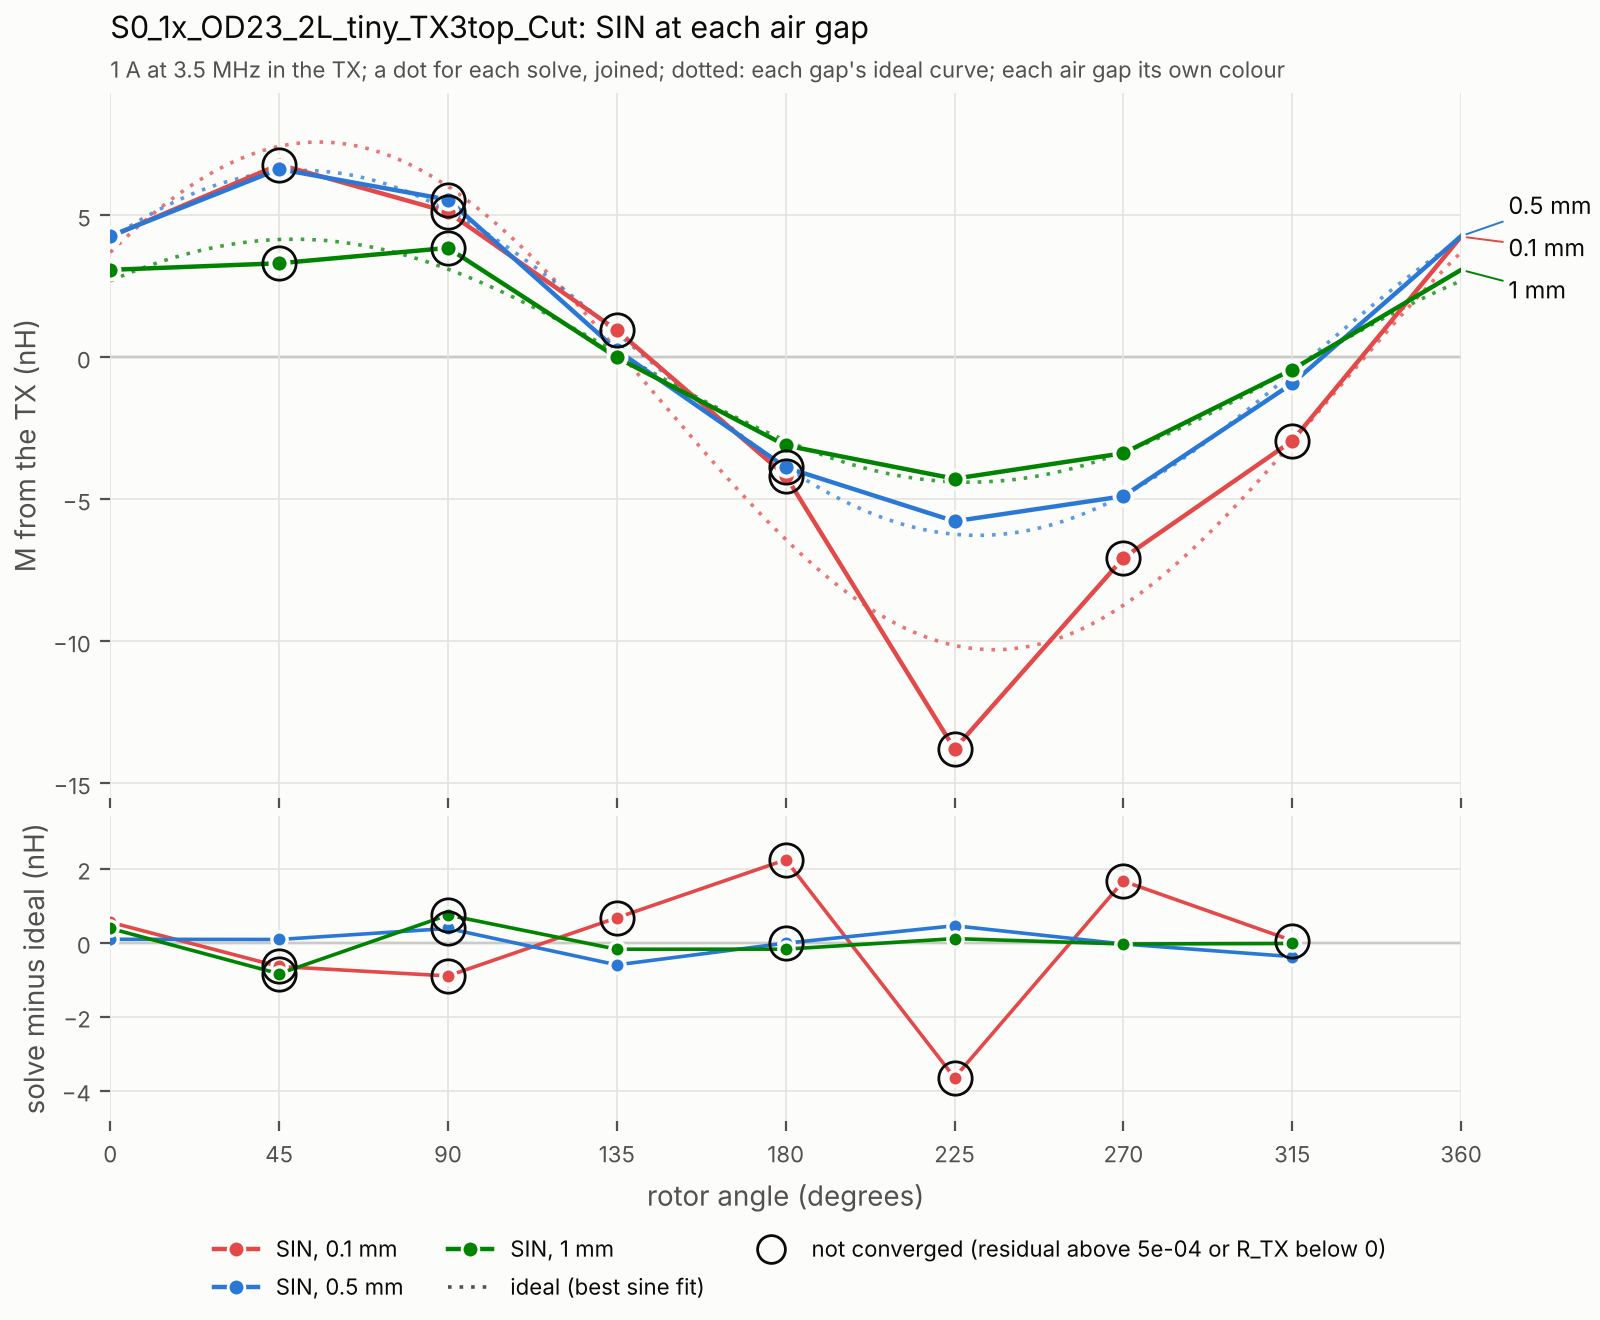 S0_1x_OD23_2L_tiny_TX3top_Cut: SIN at each air gap
1 A at 3.5 MHz in the TX; a dot for each solve, joined; dotted: each gap's ideal curve; each air gap its own colour
M from the TX (nH)
5
0
−5
−10
−15
0.5 mm
0.1 mm
1 mm
solve minus ideal (nH)
2
0
−2
−4
0 45 90 135 180 225 270 315 360
rotor angle (degrees)
SIN, 0.1 mm
SIN, 0.5 mm
SIN, 1 mm
ideal (best sine fit)
not converged (residual above 5e-04 or R_TX below 0)